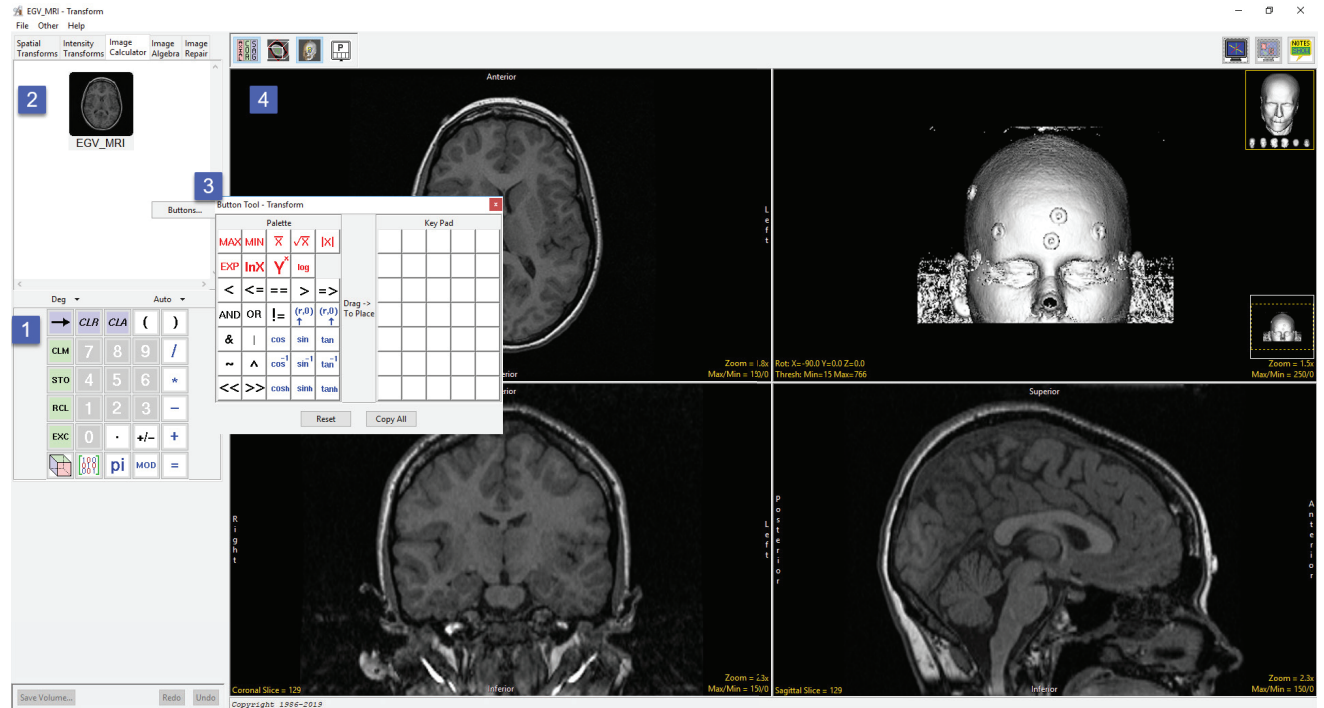 EGV_MRI - Transform
File Other Help
Spatial Transforms
Intensity Transforms
Image Calculator
Image Algebra
Image Repair
P
NOTES
2
EGV_MRI
Buttons...
Deg
Auto
1
→ CLR CLA ( )
CLM 7 8 9 /
STO 4 5 6 *
RCL 1 2 3 −
EXC 0 . +/− +
pi MOD =
Save Volume...
Redo
Undo
3
Button Tool - Transform
Palette
Key Pad
MAX MIN X̅ √X̅ |X|
EXP lnX Yˣ log
< <= == > =>
AND OR != (r,θ) ↑ (r,θ) ↑
& | cos sin tan
~ ^ cos⁻¹ sin⁻¹ tan⁻¹
<< >> cosh sinh tanh
Drag ->
To Place
Reset
Copy All
4
Anterior
Left
Zoom = 1.8x
Rot: X=-90.0 Y=0.0 Z=0.0
Thresh: Min=15 Max=766
Zoom = 1.5x
Max/Min = 250/0
Right
Left
Inferior
Coronal Slice = 129
Zoom = 2.3x
Max/Min = 150/0
Superior
Posterior
Anterior
Inferior
Sagittal Slice = 129
Zoom = 2.3x
Max/Min = 150/0
Copyright 1986-2019